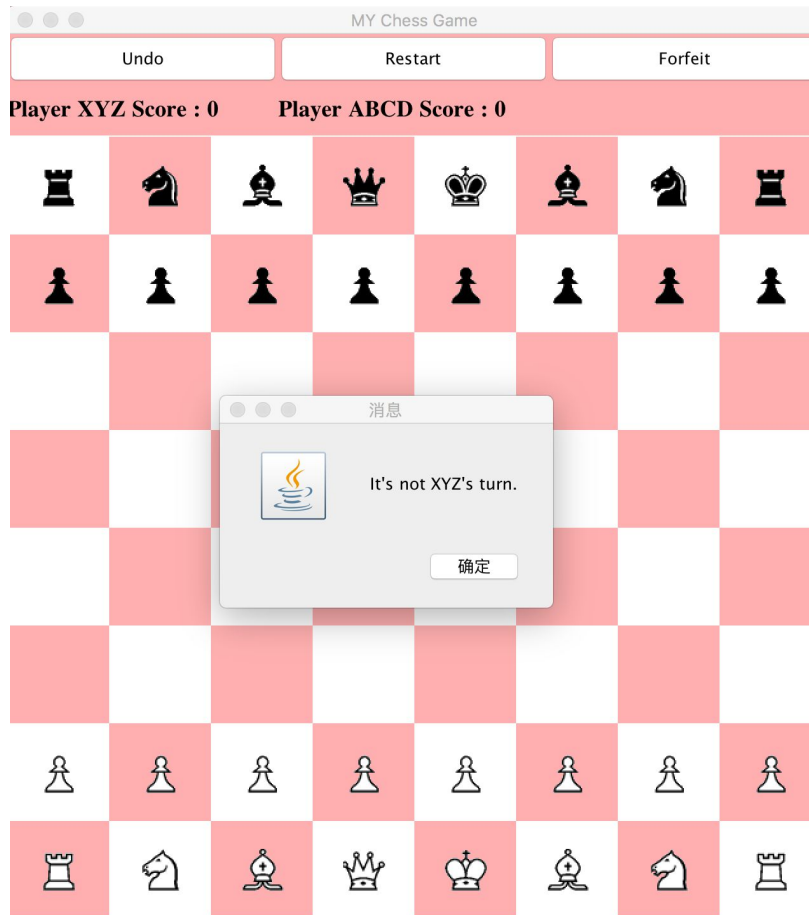 MY Chess Game
Undo Restart Forfeit
Player XYZ Score : 0 Player ABCD Score : 0
消息
It's not XYZ's turn.
确定